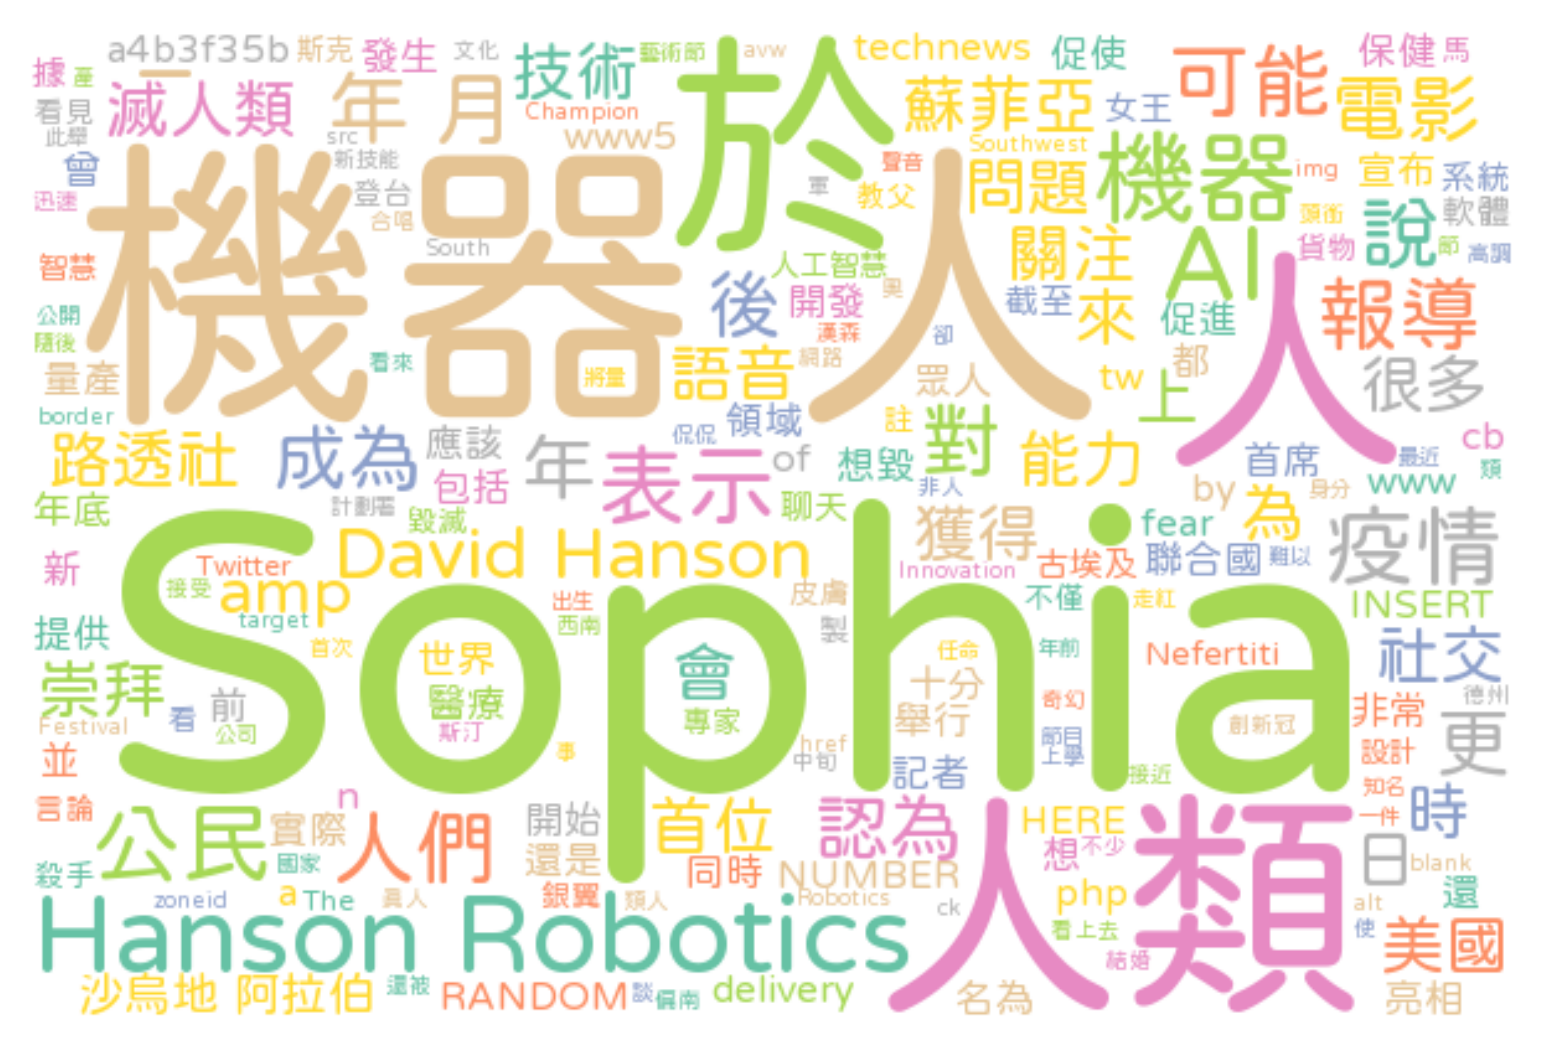 a4b3f35b 斯克 發生 文化 技術 藝術節 avw technews 促使 可能 保健 馬
據 產 滅人類 一 年 月 Champion 於 蘇菲亞 女王 電影
看見 此舉 src www5 Southwest
曾 新技能 聲音 問題 機器 img 宣布 系統
迅速 登台 合唱 軍 教父 頭銜 說 軟體
機器人 South 人工智慧 關注 AI 貨物 節 高調
智慧 後 開發 奧 截至 來 促進 報導
公開 隨後 漢森 卻
量產 看來 將量 語音 網路 眾人 tw 都 上 人 很多
border 領域 註 對
路透社 成為 應該 侃侃 能力 cb
年 表示 of 想毀 首席 最近 類
包括 非人 by 身分 www
年底 計劃署 毀滅 聊天 獲得 fear 為 疫情
新 Twitter David Hanson Innovation 古埃及 聯合國 難以
接受 amp 出生 皮膚 不僅 走紅 INSERT
提供 target 西南 製 社交
Sophia
首次 世界 會 任命 年前 Nefertiti
崇拜 前 醫療 十分 奇幻 德州
Festival 看 公司 斯汀 專家 舉行 創新冠 非常 更
並 事 href 中旬 節目 上學 設計
記者 接近 知名
言論 n 公民 實際 人們 開始 首位 認為 HERE 一件 時
還是 想 不少 日 blank
殺手 國家 同時 NUMBER 人類
zoneid a The 真人 銀翼 類人 Robotics ck php alt 還
Hanson Robotics 看上去 使 美國
結婚
沙烏地 阿拉伯 還被 RANDOM 談 偏南 delivery 名為 亮相